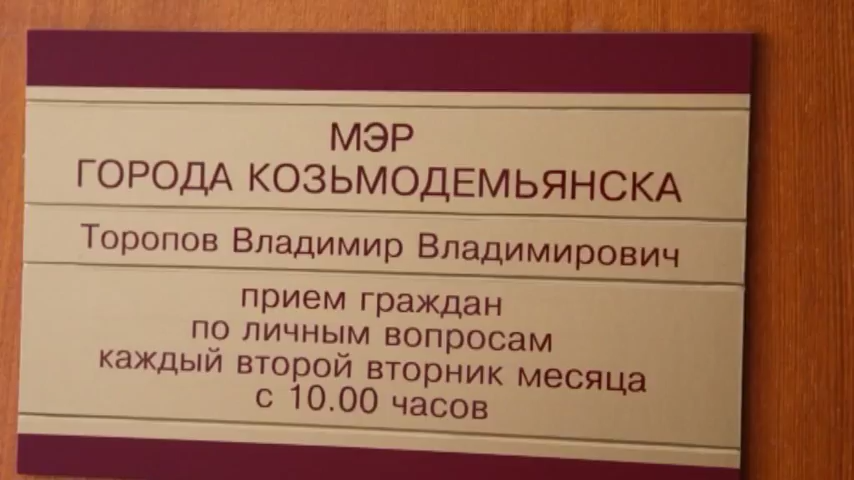 МЭР
ГОРОДА КОЗЬМОДЕМЬЯНСКА
Торопов Владимир Владимирович
прием граждан
по личным вопросам
каждый второй вторник месяца
с 10.00 часов